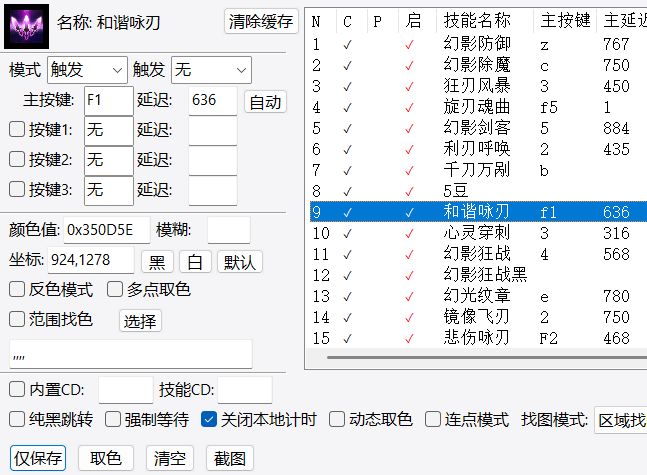 名称: 和谐咏刃
清除缓存
模式 触发 触发 无
主按键: F1 延迟: 636 自动
按键1: 无 延迟:
按键2: 无 延迟:
按键3: 无 延迟:
颜色值: 0x350D5E 模糊:
坐标: 924,1278 黑 白 默认
反色模式 多点取色
范围找色 选择
,,,,
内置CD: 技能CD:
纯黑跳转 强制等待 ✓ 关闭本地计时 动态取色 连点模式 找图模式: 区域找
仅保存 取色 清空 截图
N C P 启 技能名称 主按键 主延迟
1 ✓ ✓ 幻影防御 z 767
2 ✓ ✓ 幻影除魔 c 750
3 ✓ ✓ 狂刃风暴 3 450
4 ✓ ✓ 旋刃魂曲 f5 1
5 ✓ ✓ 幻影剑客 5 884
6 ✓ ✓ 利刃呼唤 2 435
7 ✓ ✓ 千刀万剐 b
8 ✓ ✓ 5豆
9 ✓ ✓ 和谐咏刃 f1 636
10 ✓ ✓ 心灵穿刺 3 316
11 ✓ ✓ 幻影狂战 4 568
12 ✓ ✓ 幻影狂战黑
13 ✓ ✓ 幻光纹章 e 780
14 ✓ ✓ 镜像飞刃 2 750
15 ✓ ✓ 悲伤咏刃 F2 468